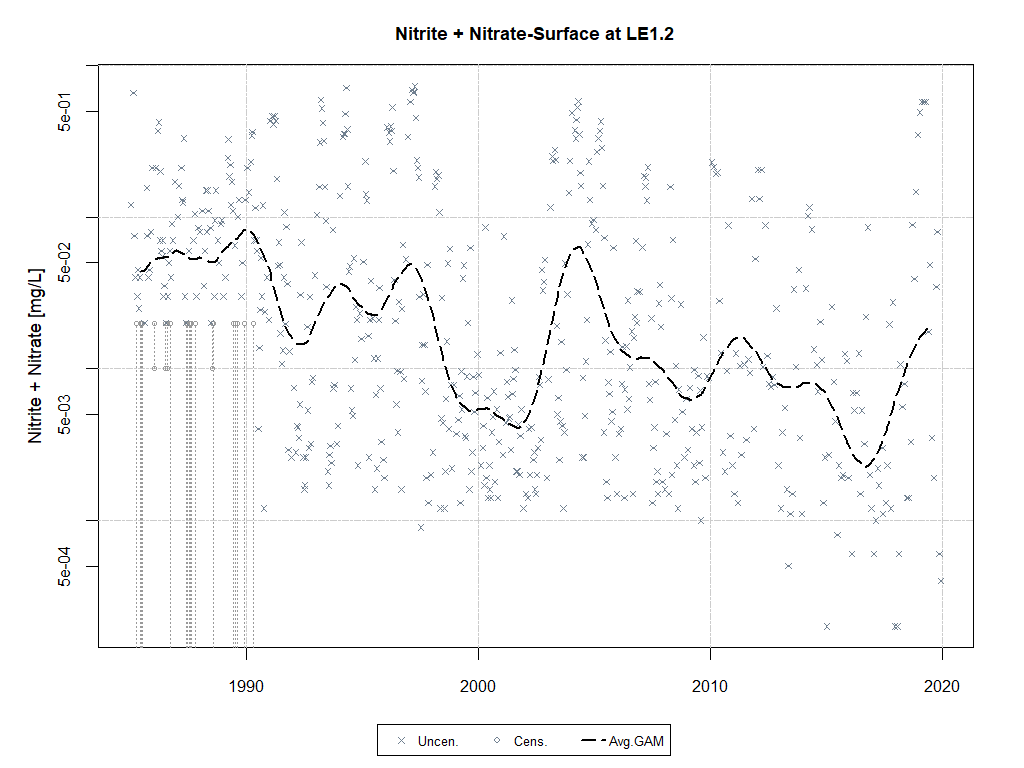 Nitrite + Nitrate-Surface at LE1.2
Nitrite + Nitrate [mg/L]
5e-01
5e-02
5e-03
5e-04
1990 2000 2010 2020
Uncen. Cens. Avg.GAM